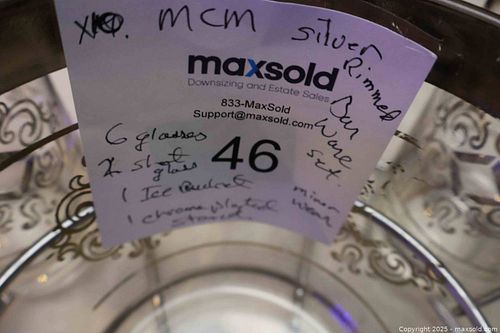 MCM silver
Rimmed
Bar
Ware
set.
maxsold
Downsizing and Estate Sales
833-MaxSold
Support@maxsold.com
46
6 glasses
2 shot
glass
1 Ice Bucket
1 chrome plated
stand
minor
wear
Copyright 2025 - maxsold.com